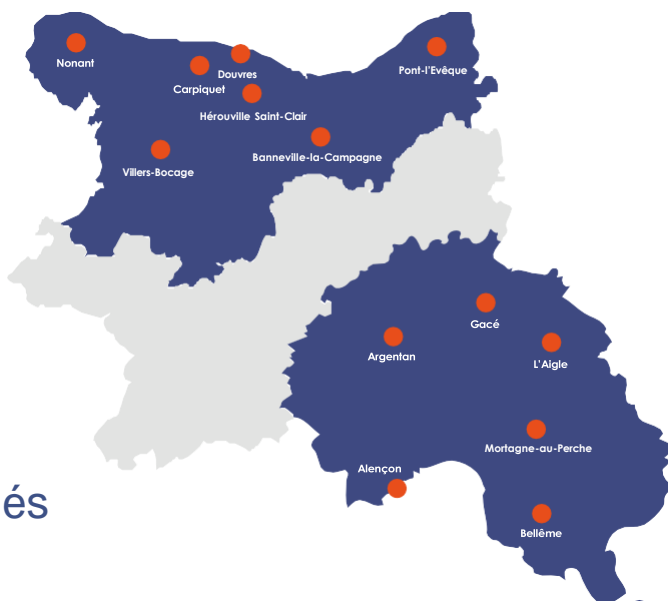 Nonant
Douvres
Pont-l'Evêque
Carpiquet
Hérouville Saint-Clair
Banneville-la-Campagne
Villers-Bocage
Gacé
Argentan
L'Aigle
Mortagne-au-Perche
Alençon
és
Bellême